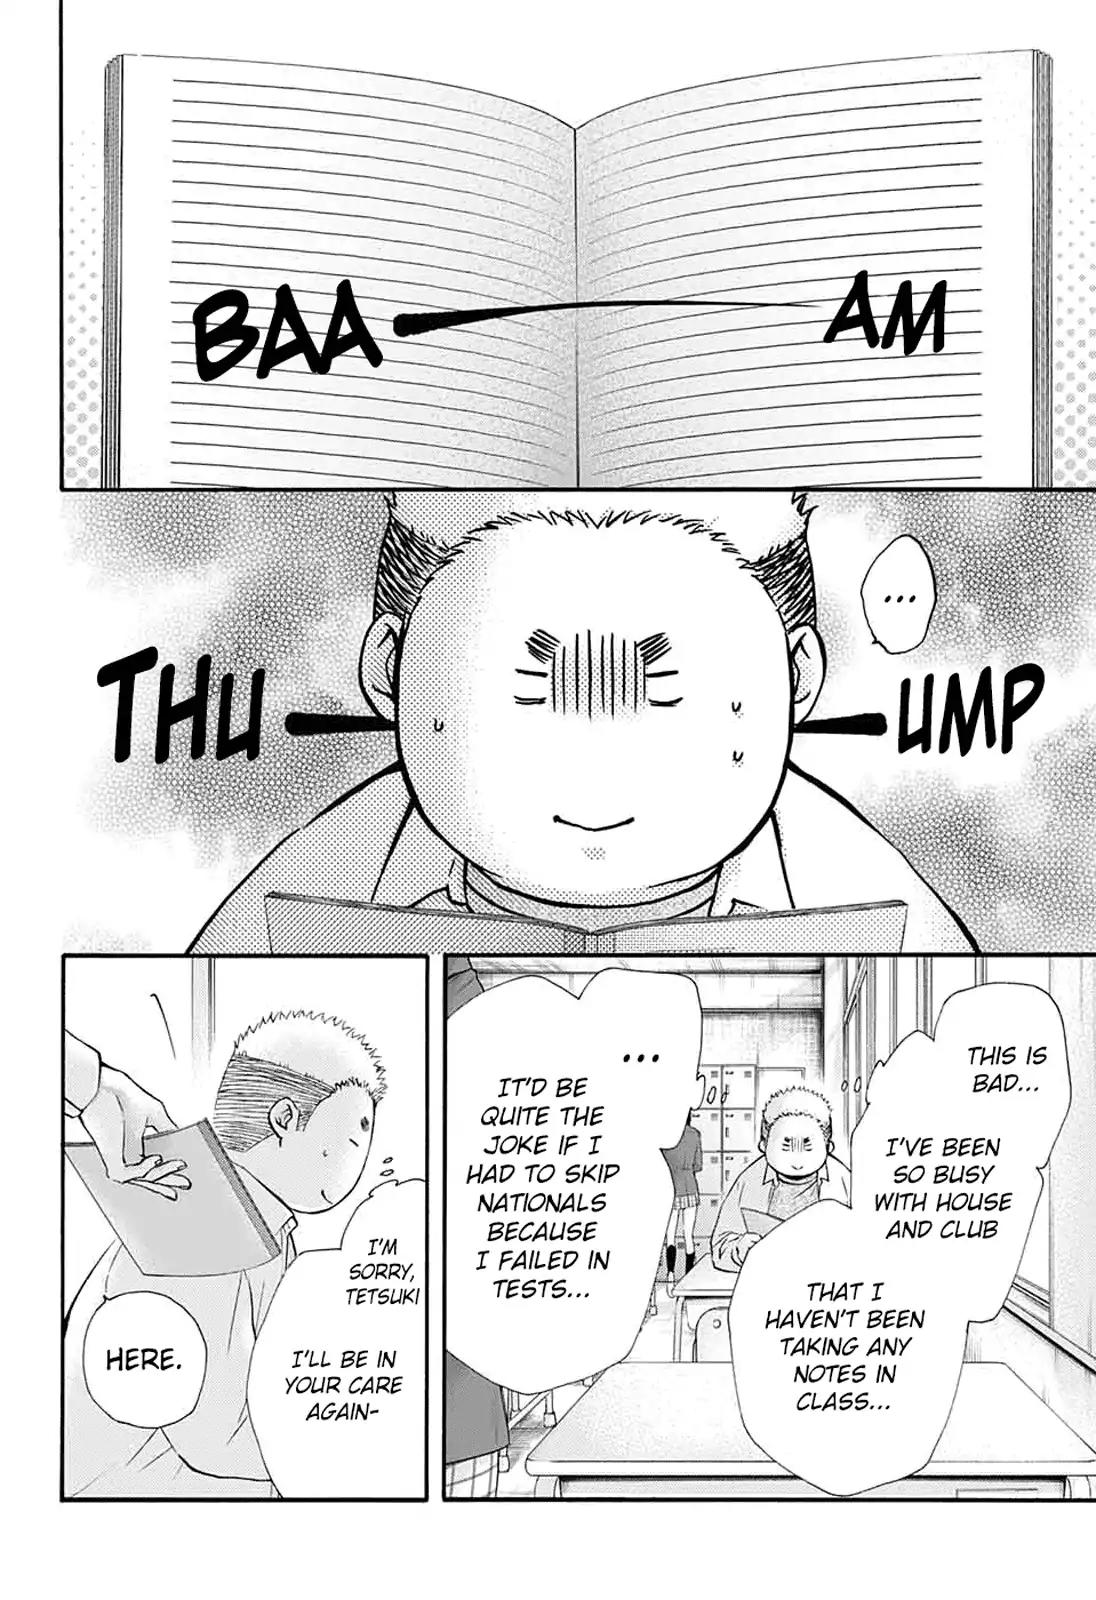 BAA
AM
...
THU
UMP
THIS IS
BAD...
I'VE BEEN
SO BUSY
WITH HOUSE
AND CLUB
THAT I
HAVEN'T BEEN
TAKING ANY
NOTES IN
CLASS...
...
IT'D BE
QUITE THE
JOKE IF I
HAD TO SKIP
NATIONALS
BECAUSE
I FAILED IN
TESTS...
I'M
SORRY,
TETSUKI
I'LL BE IN
YOUR CARE
AGAIN-
HERE.